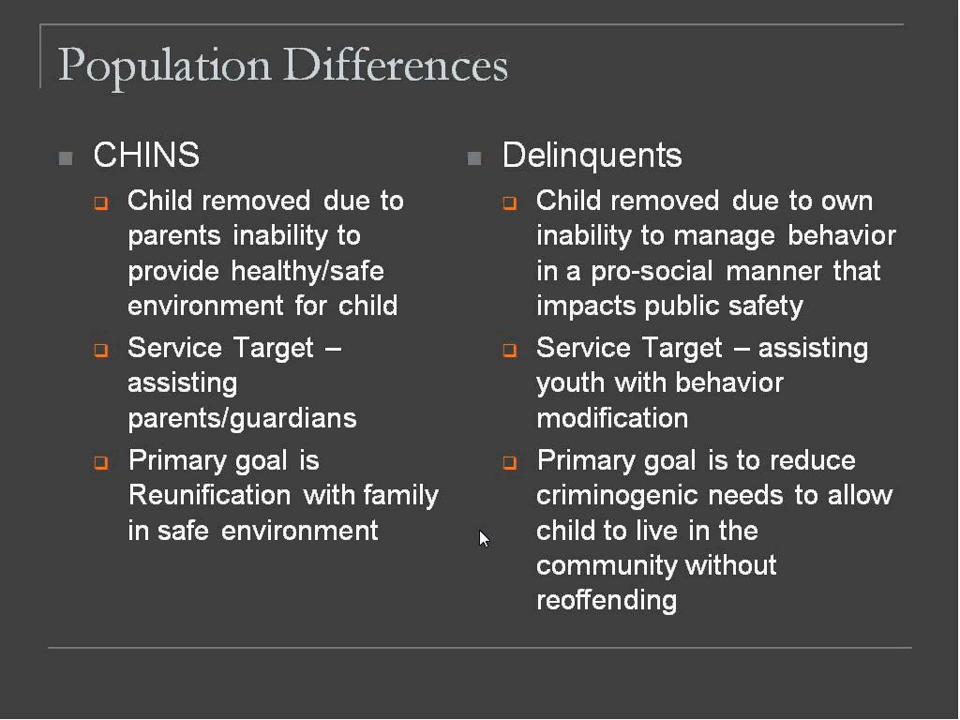 Population Differences
CHINS
Child removed due to
parents inability to
provide healthy/safe
environment for child
Service Target –
assisting
parents/guardians
Primary goal is
Reunification with family
in safe environment
Delinquents
Child removed due to own
inability to manage behavior
in a pro-social manner that
impacts public safety
Service Target – assisting
youth with behavior
modification
Primary goal is to reduce
criminogenic needs to allow
child to live in the
community without
reoffending